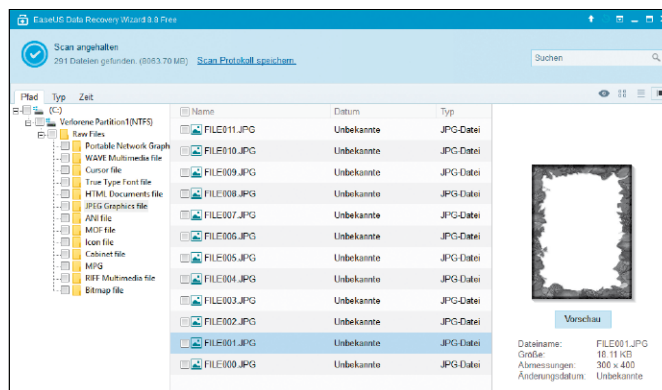 EaseUS Data Recovery Wizard 8.8 Free
Scan angehalten
291 Dateien gefunden. (8963.70 MB) Scan Protokoll speichern.
Suchen
Pfad Typ Zeit
(C:)
Verlorene Partition1(NTFS)
Raw Files
Portable Network Graph
WAVE Multimedia file
Cursor file
True Type Font file
HTML Documents file
JPEG Graphics file
ANI file
MOF file
Icon file
Cabinet file
MPG
RIFF Multimedia file
Bitmap file
Name Datum Typ
FILE011.JPG Unbekannte JPG-Datei
FILE010.JPG Unbekannte JPG-Datei
FILE009.JPG Unbekannte JPG-Datei
FILE008.JPG Unbekannte JPG-Datei
FILE007.JPG Unbekannte JPG-Datei
FILE006.JPG Unbekannte JPG-Datei
FILE005.JPG Unbekannte JPG-Datei
FILE004.JPG Unbekannte JPG-Datei
FILE003.JPG Unbekannte JPG-Datei
FILE002.JPG Unbekannte JPG-Datei
FILE001.JPG Unbekannte JPG-Datei
FILE000.JPG Unbekannte JPG-Datei
Vorschau
Dateiname: FILE001.JPG
Größe: 18.11 KB
Abmessungen: 300 x 400
Änderungsdatum: Unbekannte